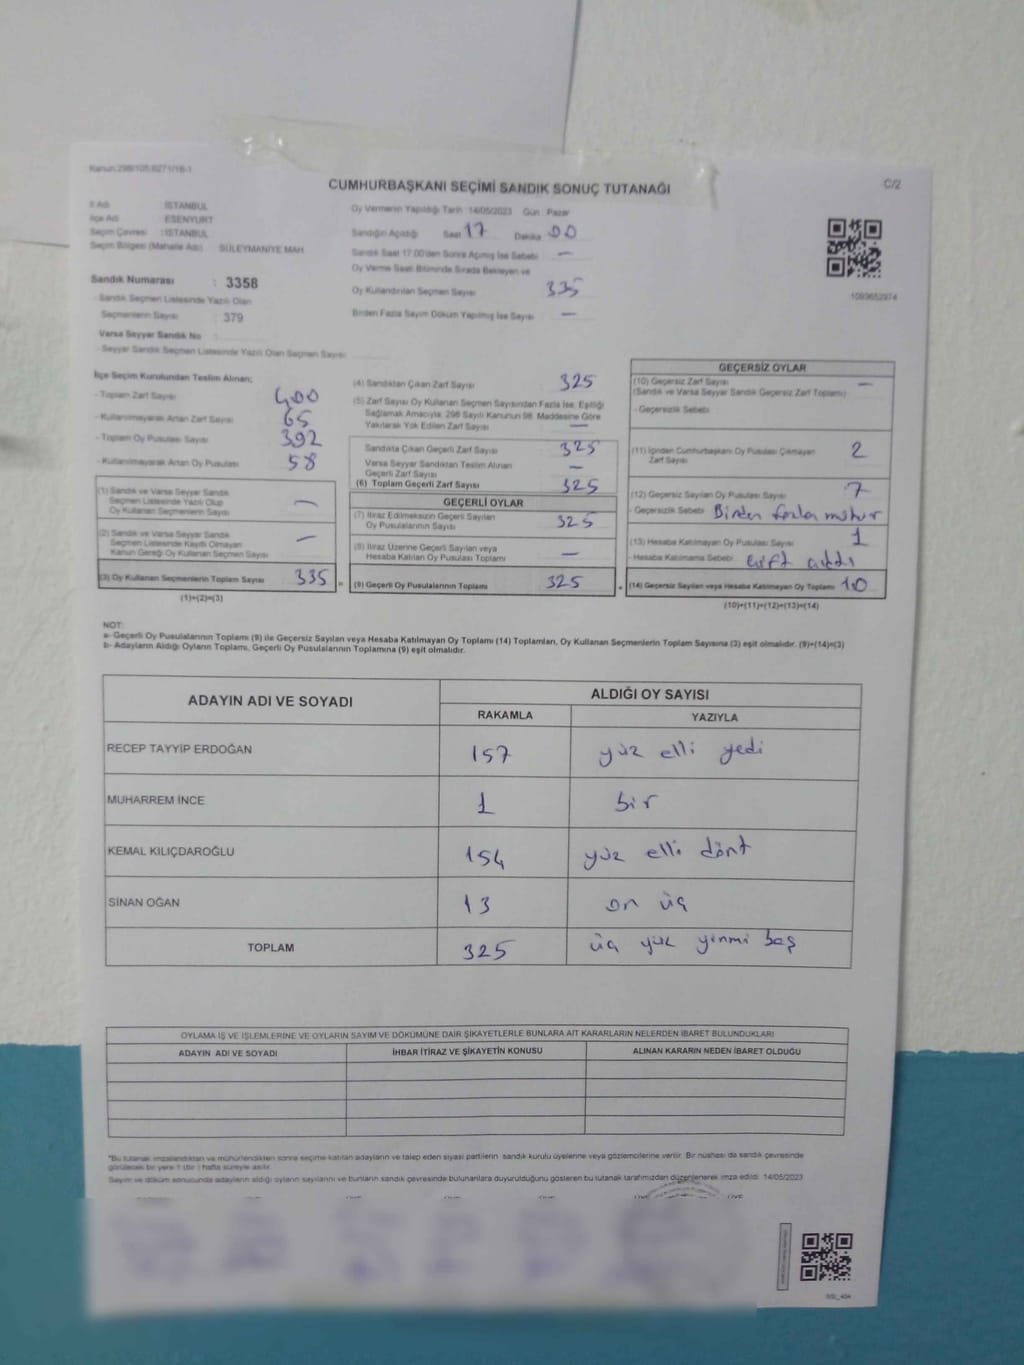 Kanun:298/105,6271/18-1
C/2
CUMHURBAŞKANI SEÇİMİ SANDIK SONUÇ TUTANAĞI
İl Adı : İSTANBUL
İlçe Adı : ESENYURT
Seçim Çevresi : İSTANBUL
Seçim Bölgesi (Mahalle Adı) SÜLEYMANİYE MAH
Sandık Numarası : 3358
- Sandık Seçmen Listesinde Yazılı Olan
Seçmenlerin Sayısı : 379
Varsa Seyyar Sandık No
- Seyyar Sandık Seçmen Listesinde Yazılı Olan Seçmen Sayısı
Oy Vermenin Yapıldığı Tarih :14/05/2023 Gün : Pazar
Sandığın Açıldığı Saat 17 Dakika 00
Sandık Saat 17.00'den Sonra Açımış İse Sebebi —
Oy Verme Saati Bitiminde Sırada Bekleyen ve
Oy Kullandırılan Seçmen Sayısı 335
Birden Fazla Sayım Döküm Yapılmış İse Sayısı —
1093652974
İlçe Seçim Kurulundan Teslim Alınan;
- Toplam Zarf Sayısı 400
- Kullanılmayarak Artan Zarf Sayısı 65
- Toplam Oy Pusulası Sayısı 392
- Kullanılmayarak Artan Oy Pusulası 58
(1) Sandık ve Varsa Seyyar Sandık
Seçmen Listesinde Yazılı Olup
Oy Kullanan Seçmenlerin Sayısı —
(2) Sandık ve Varsa Seyyar Sandık
Seçmen Listesinde Kayıtlı Olmayan
Kanun Gereği Oy Kullanan Seçmen Sayısı —
(3) Oy Kullanan Seçmenlerin Toplam Sayısı 335
(1)+(2)=(3)
(4) Sandıktan Çıkan Zarf Sayısı 325
(5) Zarf Sayısı Oy Kullanan Seçmen Sayısından Fazla İse, Eşitliği
Sağlamak Amacıyla, 298 Sayılı Kanunun 98. Maddesine Göre
Yakılarak Yok Edilen Zarf Sayısı —
Sandıkta Çıkan Geçerli Zarf Sayısı 325
Varsa Seyyar Sandıktan Teslim Alınan
Geçerli Zarf Sayısı —
(6) Toplam Geçerli Zarf Sayısı 325
GEÇERLİ OYLAR
(7) İtiraz Edilmeksizin Geçerli Sayılan
Oy Pusulalarının Sayısı 325
(8) İtiraz Üzerine Geçerli Sayılan veya
Hesaba Katılan Oy Pusulası Toplamı —
= (9) Geçerli Oy Pusulalarının Toplamı 325 +
GEÇERSİZ OYLAR
(10) Geçersiz Zarf Sayısı —
(Sandık ve Varsa Seyyar Sandık Geçersiz Zarf Toplamı)
- Geçersizlik Sebebi
(11) İçinden Cumhurbaşkanı Oy Pusulası Çıkmayan
Zarf Sayısı 2
(12) Geçersiz Sayılan Oy Pusulası Sayısı 7
- Geçersizlik Sebebi Birden fazla mühür
(13) Hesaba Katılmayan Oy Pusulası Sayısı 1
- Hesaba Katılmama Sebebi çift çıktı
(14) Geçersiz Sayılan veya Hesaba Katılmayan Oy Toplamı 10
(10)+(11)+(12)+(13)=(14)
NOT:
a- Geçerli Oy Pusulalarının Toplamı (9) ile Geçersiz Sayılan veya Hesaba Katılmayan Oy Toplamı (14) Toplamları, Oy Kullanan Seçmenlerin Toplam Sayısına (3) eşit olmalıdır. (9)+(14)=(3)
b- Adayların Aldığı Oyların Toplamı, Geçerli Oy Pusulalarının Toplamına (9) eşit olmalıdır.
ADAYIN ADI VE SOYADI
ALDIĞI OY SAYISI
RAKAMLA YAZIYLA
RECEP TAYYİP ERDOĞAN 157 yüz elli yedi
MUHARREM İNCE 1 bir
KEMAL KILIÇDAROĞLU 154 yüz elli dört
SİNAN OĞAN 13 on üç
TOPLAM 325 üç yüz yirmi beş
OYLAMA İŞ VE İŞLEMLERİNE VE OYLARIN SAYIM VE DÖKÜMÜNE DAİR ŞİKAYETLERLE BUNLARA AİT KARARLARIN NELERDEN İBARET BULUNDUKLARI
ADAYIN ADI VE SOYADI İHBAR İTİRAZ VE ŞİKAYETİN KONUSU ALINAN KARARIN NEDEN İBARET OLDUĞU
*Bu tutanak imzalandıktan ve mühürlendikten sonra seçime katılan adayların ve talep eden siyasi partilerin sandık kurulu üyelerine veya gözlemcilerine verilir. Bir nüshası da sandık çevresinde
görülecek bir yere 1 (bir ) hafta süreyle asılır.
Sayım ve döküm sonucunda adayların aldığı oyların sayılarını ve bunların sandık çevresinde bulunanlara duyurulduğunu gösteren bu tutanak tarafımızdan düzenlenerek imza edildi. 14/05/2023